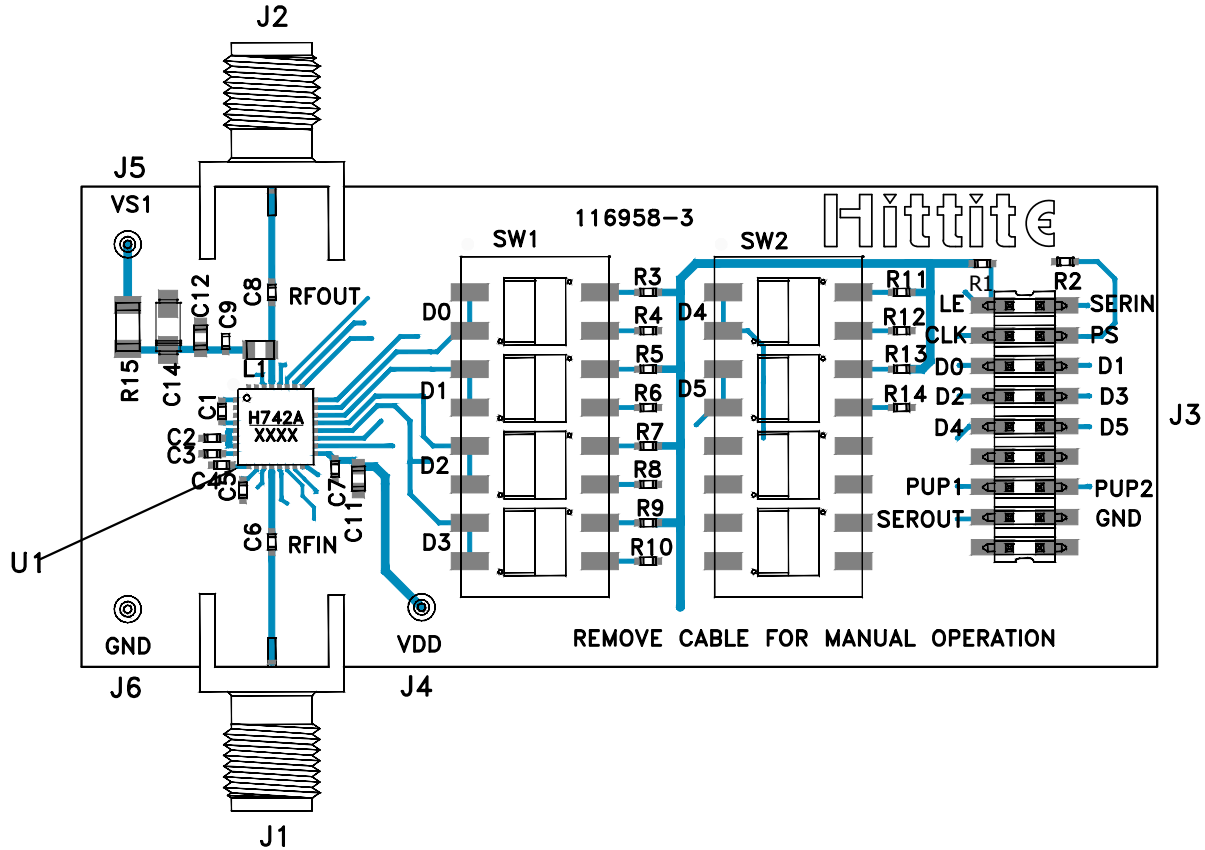 J2
J5
VS1
116958-3
Hittite
SW1
SW2
R3
R11
R1
R2
C12
C9
C8
RFOUT
D0
R4
D4
R12
LE
SERIN
CLK
PS
R15
C14
L1
R5
R13
D0
D1
D1
R6
D5
R14
D2
D3
C1
H742A
XXXX
J3
D4
D5
C2
R7
C3
D2
C4
C5
C7
R8
PUP1
PUP2
C11
R9
SEROUT
GND
C6
RFIN
D3
R10
U1
GND
VDD
REMOVE CABLE FOR MANUAL OPERATION
J6
J4
J1